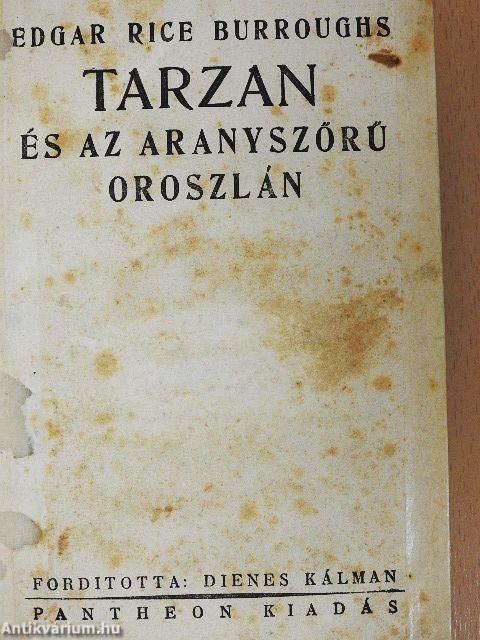 EDGAR RICE BURROUGHS
TARZAN
ÉS AZ ARANYSZŐRŰ
OROSZLÁN
FORDITOTTA: DIENES KÁLMÁN
PANTHEON KIADÁS
Antikvarium.hu